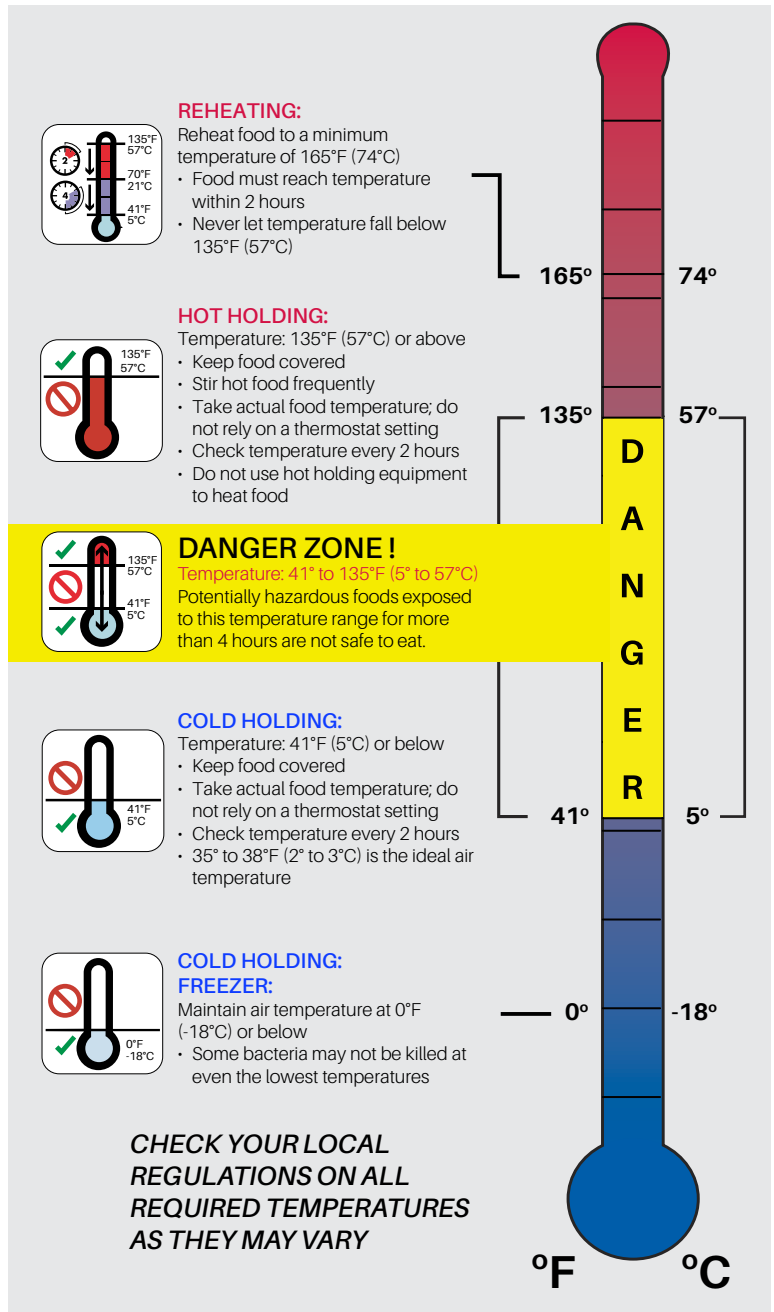 REHEATING:
Reheat food to a minimum
temperature of 165°F (74°C)
• Food must reach temperature
within 2 hours
• Never let temperature fall below
135°F (57°C)
2
4
135°F
57°C
70°F
21°C
41°F
5°C
165º
74º
HOT HOLDING:
Temperature: 135°F (57°C) or above
• Keep food covered
• Stir hot food frequently
• Take actual food temperature; do
not rely on a thermostat setting
• Check temperature every 2 hours
• Do not use hot holding equipment
to heat food
135°F
57°C
135º
57º
DANGER
DANGER ZONE !
Temperature: 41° to 135°F (5° to 57°C)
Potentially hazardous foods exposed
to this temperature range for more
than 4 hours are not safe to eat.
135°F
57°C
41°F
5°C
COLD HOLDING:
Temperature: 41°F (5°C) or below
• Keep food covered
• Take actual food temperature; do
not rely on a thermostat setting
• Check temperature every 2 hours
• 35° to 38°F (2° to 3°C) is the ideal air
temperature
41°F
5°C
41º
5º
COLD HOLDING:
FREEZER:
Maintain air temperature at 0°F
(-18°C) or below
• Some bacteria may not be killed at
even the lowest temperatures
0°F
-18°C
0º
-18º
CHECK YOUR LOCAL
REGULATIONS ON ALL
REQUIRED TEMPERATURES
AS THEY MAY VARY
ºF
ºC